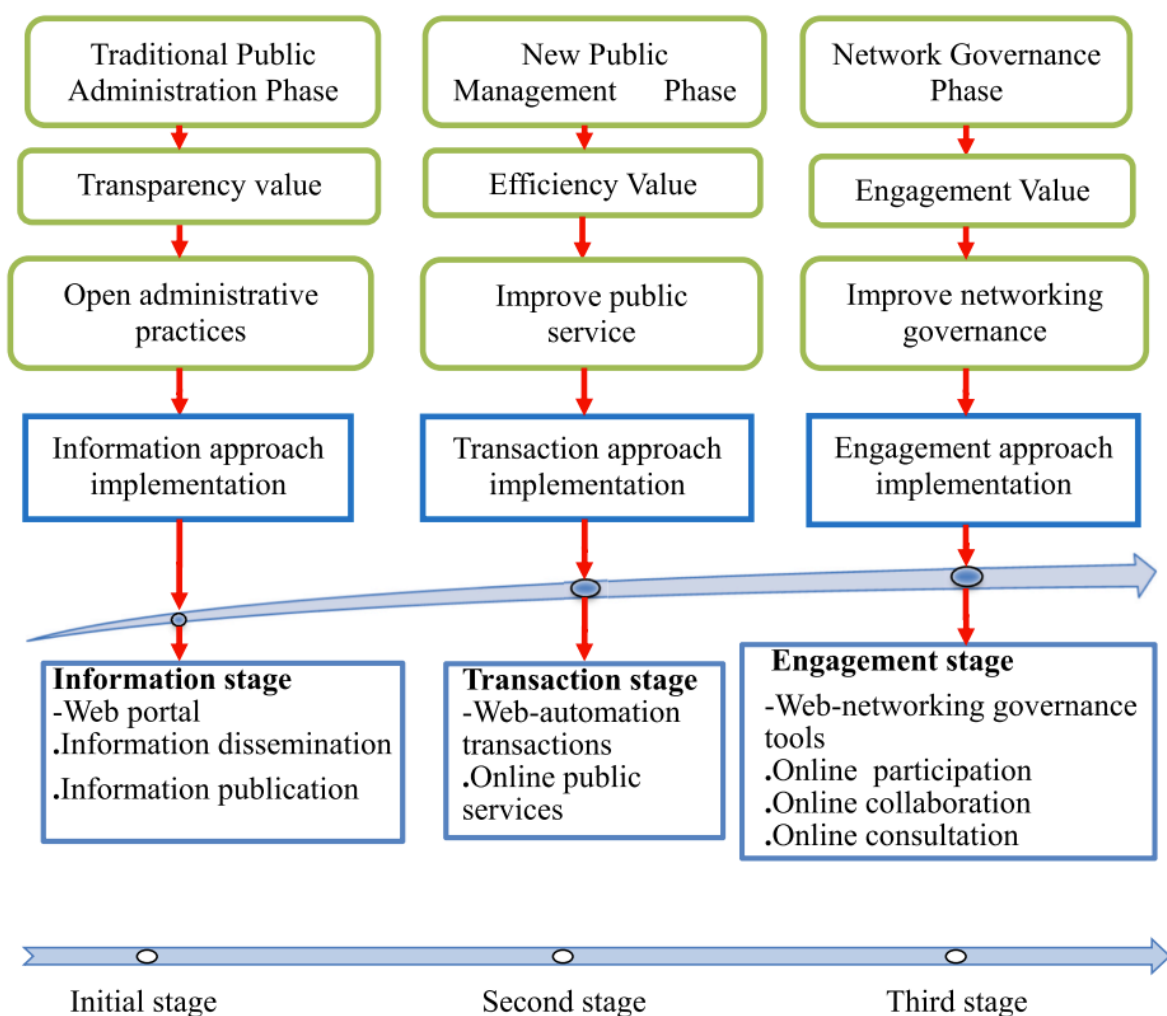 Traditional Public
Administration Phase
New Public
Management Phase
Network Governance
Phase
Transparency value
Efficiency Value
Engagement Value
Open administrative
practices
Improve public
service
Improve networking
governance
Information approach
implementation
Transaction approach
implementation
Engagement approach
implementation
Information stage
-Web portal
.Information dissemination
.Information publication
Transaction stage
-Web-automation
transactions
.Online public
services
Engagement stage
-Web-networking governance
tools
.Online participation
.Online collaboration
.Online consultation
Initial stage
Second stage
Third stage